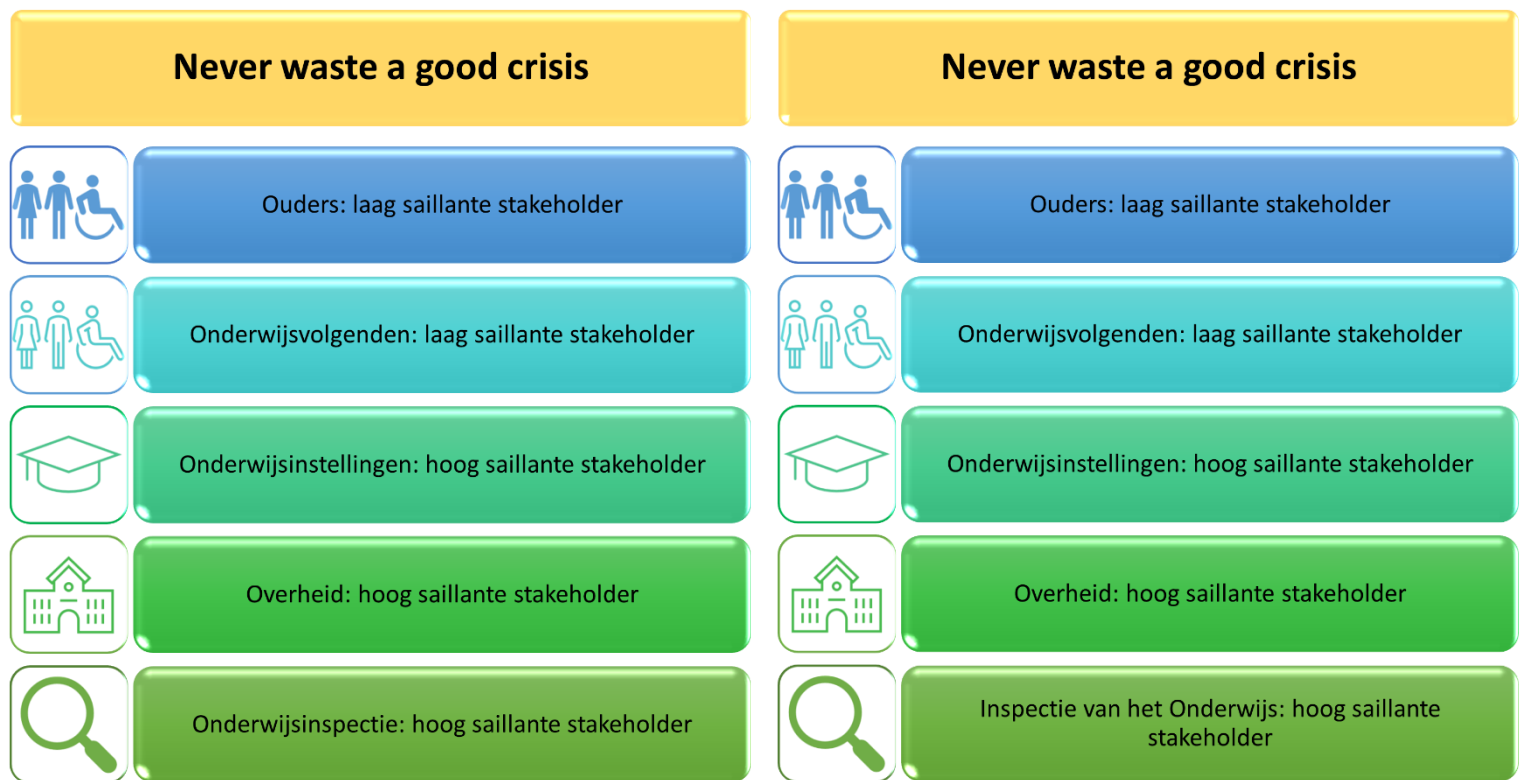 Never waste a good crisis
Ouders: laag saillante stakeholder
Onderwijsvolgenden: laag saillante stakeholder
Onderwijsinstellingen: hoog saillante stakeholder
Overheid: hoog saillante stakeholder
Onderwijsinspectie: hoog saillante stakeholder
Never waste a good crisis
Ouders: laag saillante stakeholder
Onderwijsvolgenden: laag saillante stakeholder
Onderwijsinstellingen: hoog saillante stakeholder
Overheid: hoog saillante stakeholder
Inspectie van het Onderwijs: hoog saillante
stakeholder